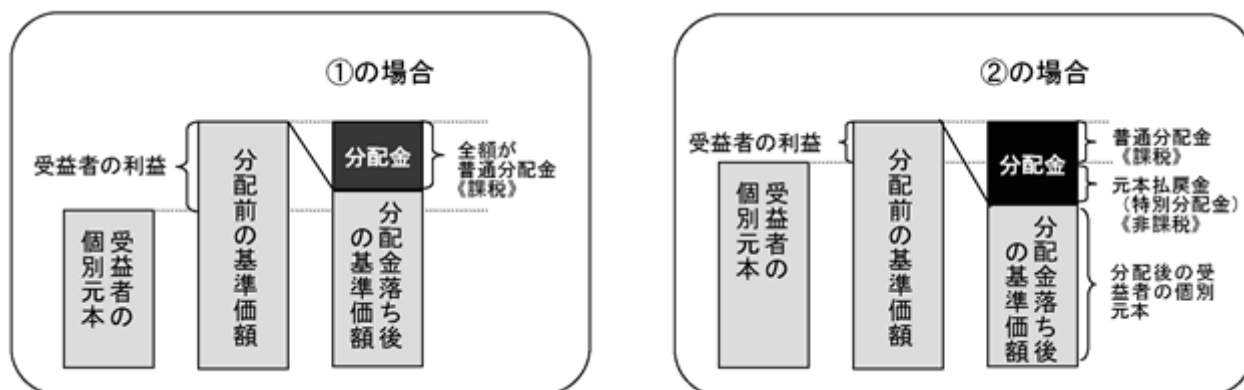 ①の場合
受益者の利益
受益者の
個別元本
分配前の基準価額
分配金
分配金落ち後
の基準価額
全額が
普通分配金
《課税》
②の場合
受益者の利益
受益者の
個別元本
分配前の基準価額
分配金
分配金落ち後
の基準価額
普通分配金
《課税》
元本払戻金
(特別分配金)
《非課税》
分配後の受
益者の個別
元本